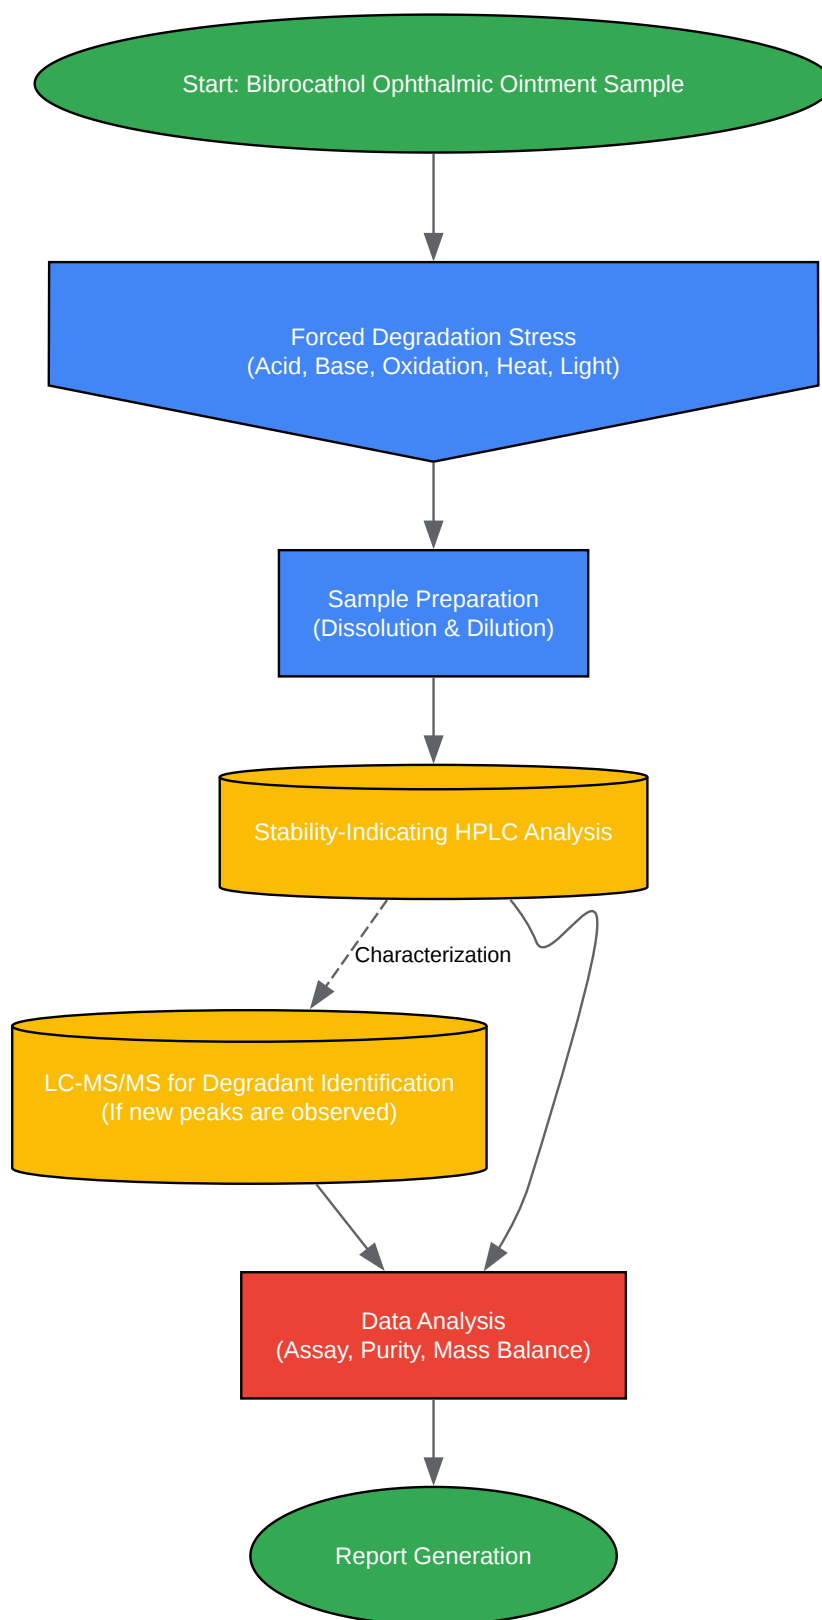 Start: Bibrocathol Ophthalmic Ointment Sample
Forced Degradation Stress
(Acid, Base, Oxidation, Heat, Light)
Sample Preparation
(Dissolution & Dilution)
Stability-Indicating HPLC Analysis
Characterization
LC-MS/MS for Degradant Identification
(If new peaks are observed)
Data Analysis
(Assay, Purity, Mass Balance)
Report Generation